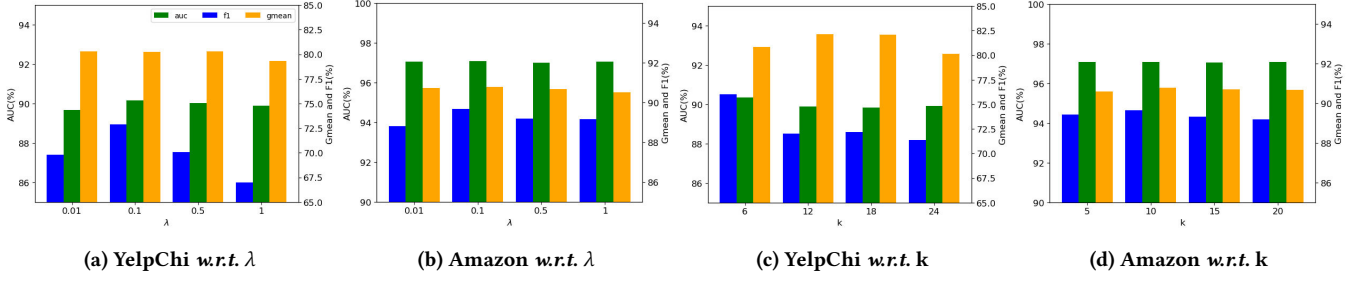 AUC(%)
94
92
90
88
86
auc f1 gmean
85.0
82.5
80.0
77.5
75.0
72.5
70.0
67.5
65.0
Gmean and F1(%)
0.01 0.1 0.5 1
λ
(a) YelpChi w.r.t. λ
AUC(%)
100
98
96
94
92
90
94
92
90
88
86
Gmean and F1(%)
0.01 0.1 0.5 1
λ
(b) Amazon w.r.t. λ
AUC(%)
94
92
90
88
86
85.0
82.5
80.0
77.5
75.0
72.5
70.0
67.5
65.0
Gmean and F1(%)
6 12 18 24
k
(c) YelpChi w.r.t. k
AUC(%)
100
98
96
94
92
90
94
92
90
88
86
Gmean and F1(%)
5 10 15 20
k
(d) Amazon w.r.t. k